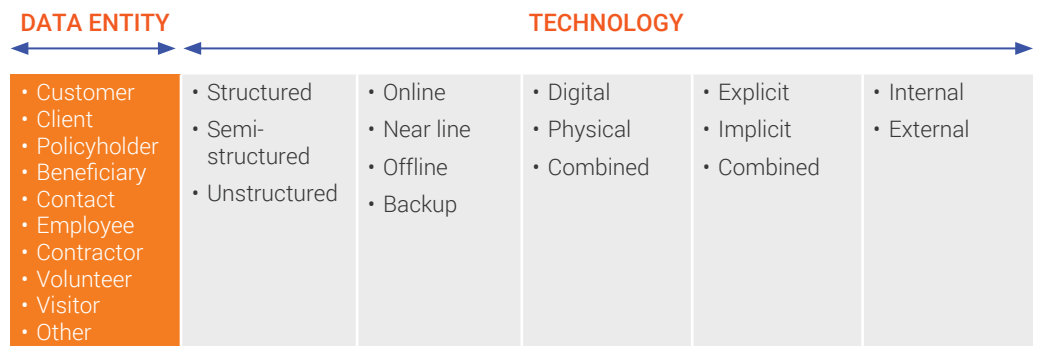 DATA ENTITY
TECHNOLOGY
• Customer
• Client
• Policyholder
• Beneficiary
• Contact
• Employee
• Contractor
• Volunteer
• Visitor
• Other
• Structured
• Semi-
structured
• Unstructured
• Online
• Near line
• Offline
• Backup
• Digital
• Physical
• Combined
• Explicit
• Implicit
• Combined
• Internal
• External